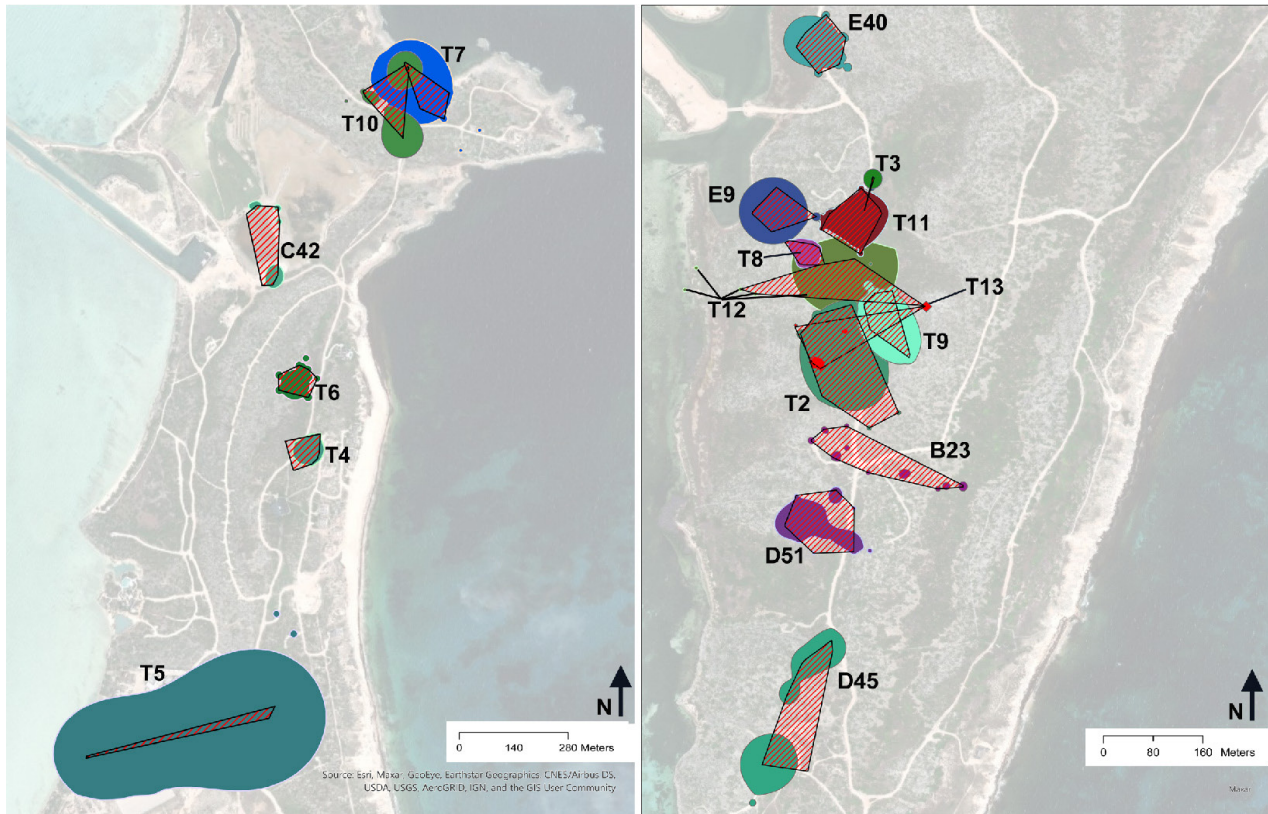 T7
T10
C42
T6
T4
T5
N
0 140 280 Meters
Source: Esri, Maxar, GeoEye, Earthstar Geographics, CNES/Airbus DS,
USDA, USGS, AeroGRID, IGN, and the GIS User Community
E40
T3
E9
T11
T8
T13
T12
T9
T2
B23
D51
D45
N
0 80 160 Meters
Maxar